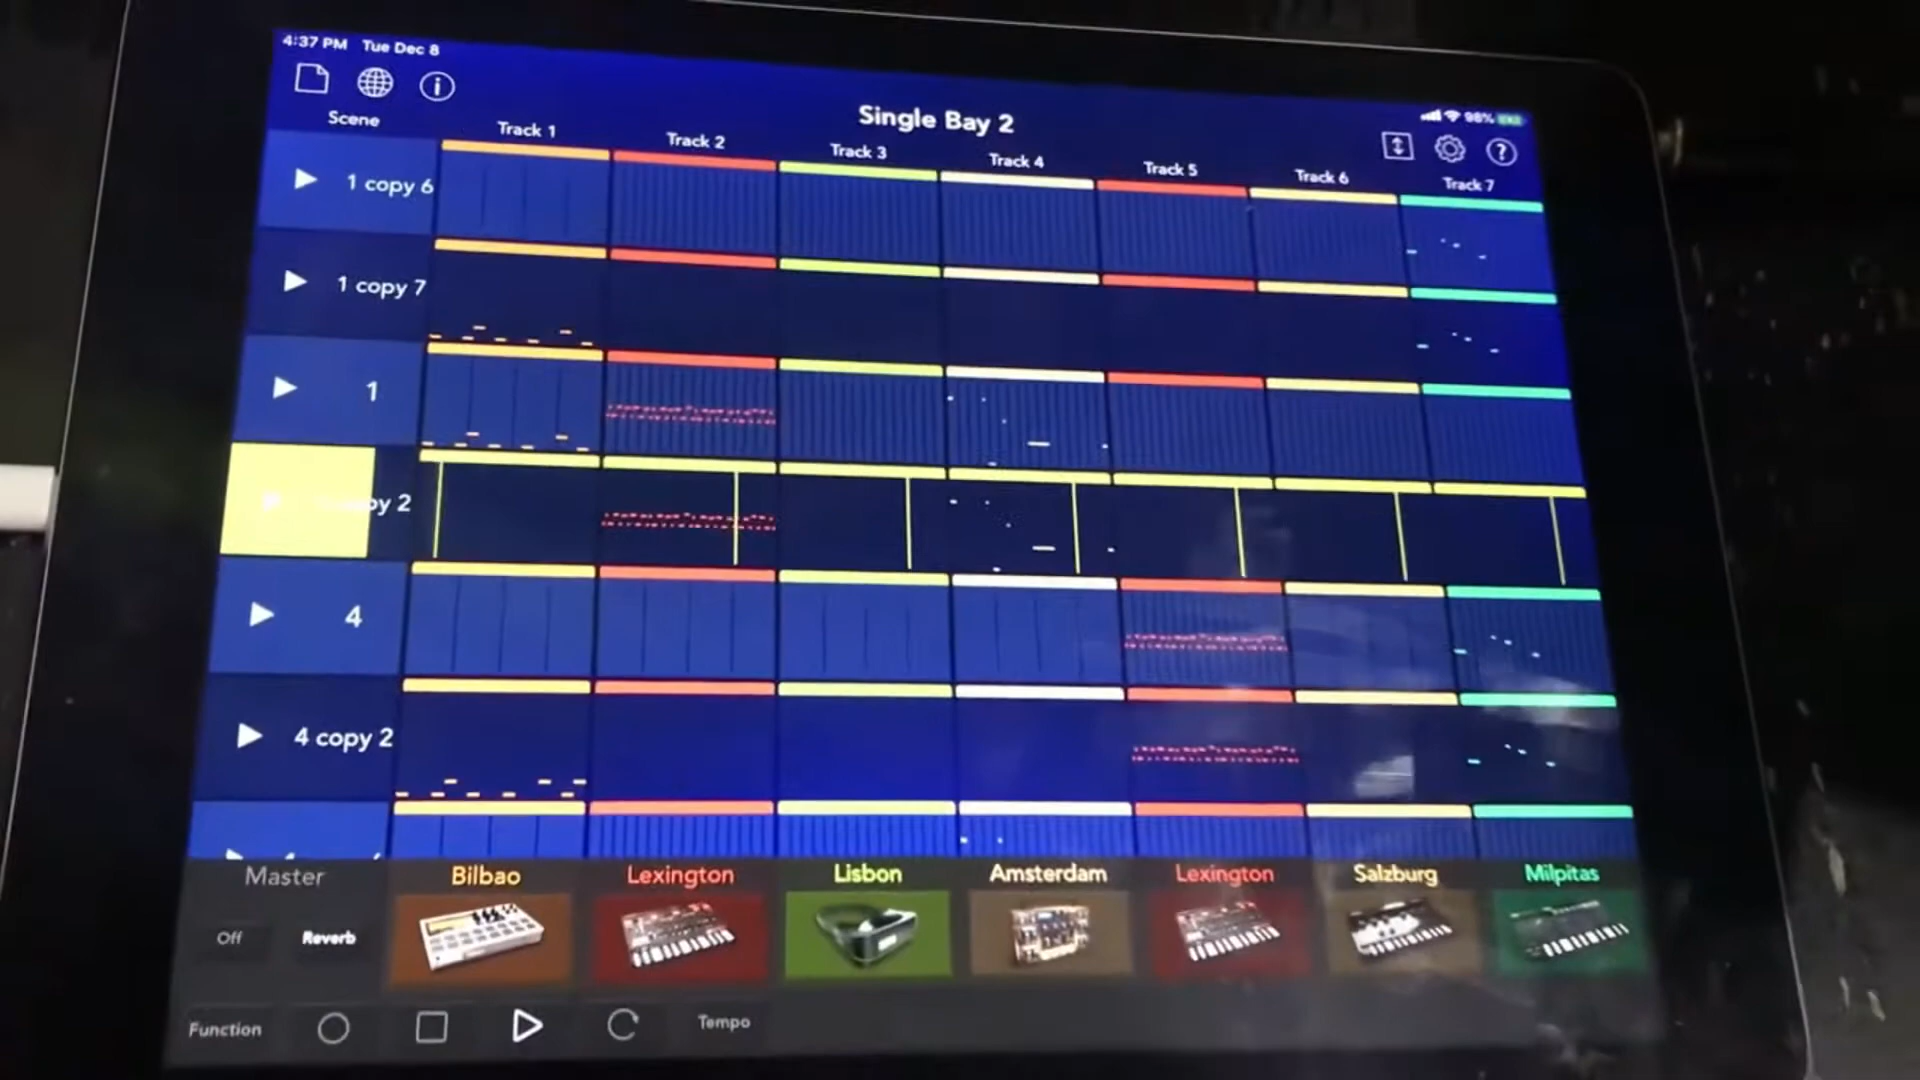 4:37 PM Tue Dec 8
98%
Single Bay 2
Scene
Track 1
Track 2
Track 3
Track 4
Track 5
Track 6
Track 7
1 copy 6
1 copy 7
1
4
4 copy 2
Master
Bilbao
Lexington
Lisbon
Amsterdam
Lexington
Salzburg
Milpitas
Off
Reverb
Function
Tempo